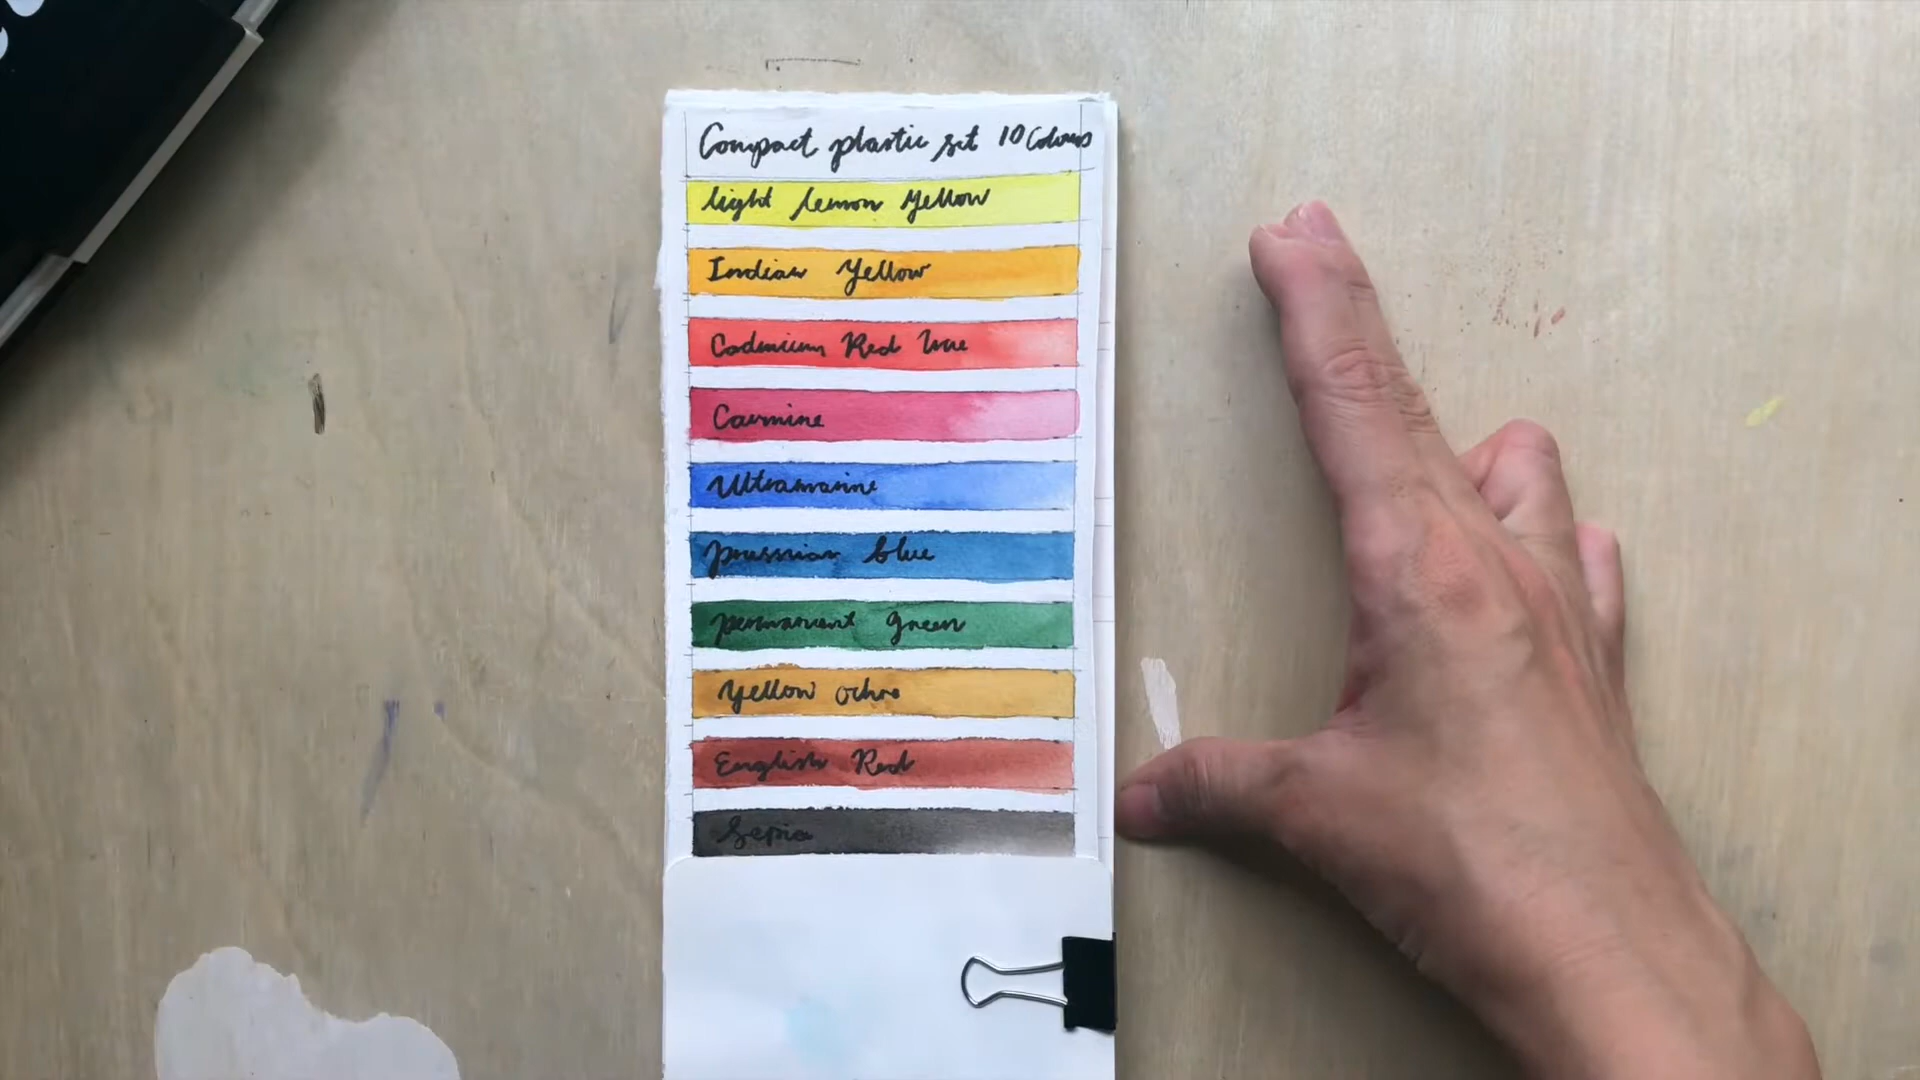 Compact plastic set 10 Colours
light lemon Yellow
Indian Yellow
Cadmium Red hue
Carmine
Ultramarine
prussian blue
permanent green
Yellow Ochre
English Red
Sepia